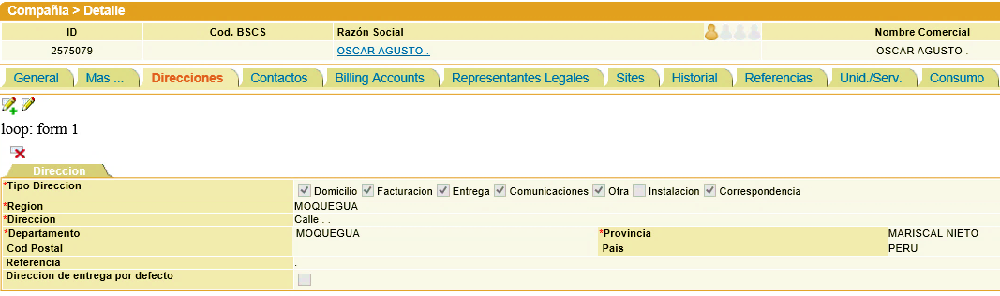 Compañía > Detalle
ID Cod. BSCS Razón Social Nombre Comercial
2575079 OSCAR AGUSTO . OSCAR AGUSTO .
General Mas ... Direcciones Contactos Billing Accounts Representantes Legales Sites Historial Referencias Unid./Serv. Consumo
loop: form 1
Direccion
*Tipo Direccion Domicilio Facturacion Entrega Comunicaciones Otra Instalacion Correspondencia
*Region MOQUEGUA
*Direccion Calle . .
*Departamento MOQUEGUA *Provincia MARISCAL NIETO
Cod Postal Pais PERU
Referencia .
Direccion de entrega por defecto